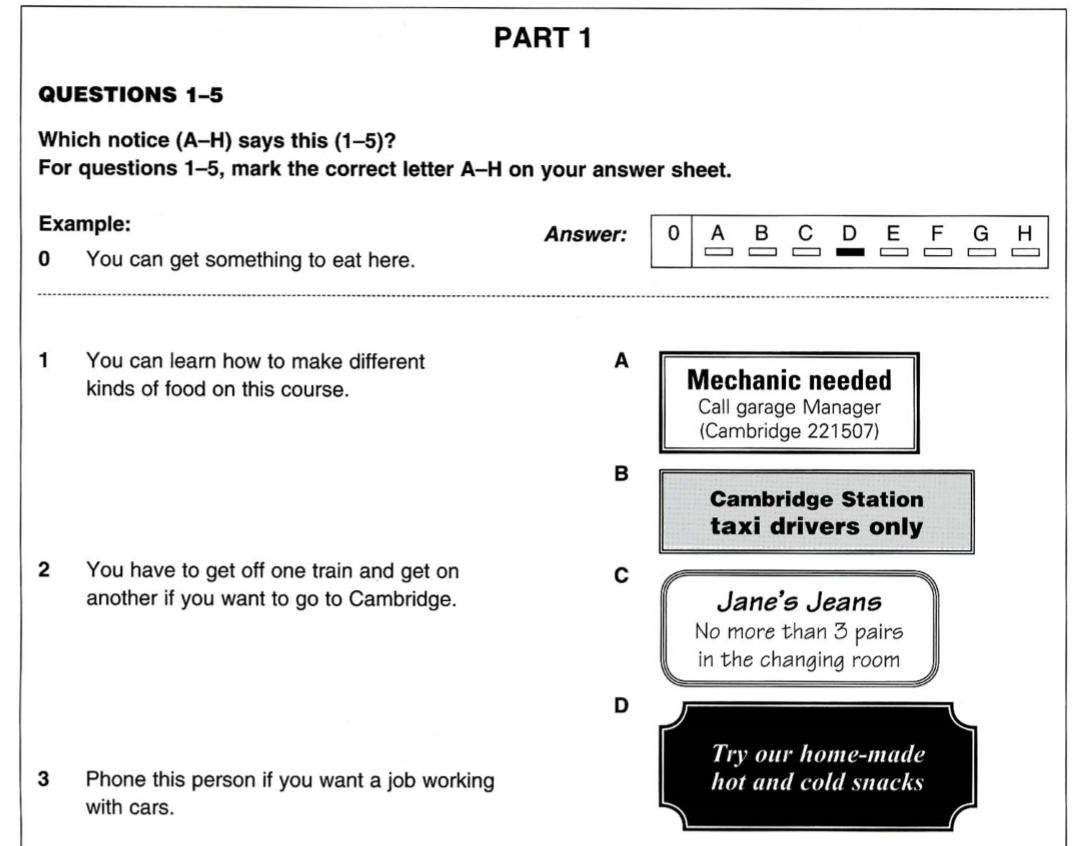 PART 1
QUESTIONS 1–5
Which notice (A–H) says this (1–5)?
For questions 1–5, mark the correct letter A–H on your answer sheet.
Example:
Answer:
0 A B C D E F G H
0 You can get something to eat here.
1 You can learn how to make different
kinds of food on this course.
2 You have to get off one train and get on
another if you want to go to Cambridge.
3 Phone this person if you want a job working
with cars.
A
Mechanic needed
Call garage Manager
(Cambridge 221507)
B
Cambridge Station
taxi drivers only
C
Jane's Jeans
No more than 3 pairs
in the changing room
D
Try our home-made
hot and cold snacks